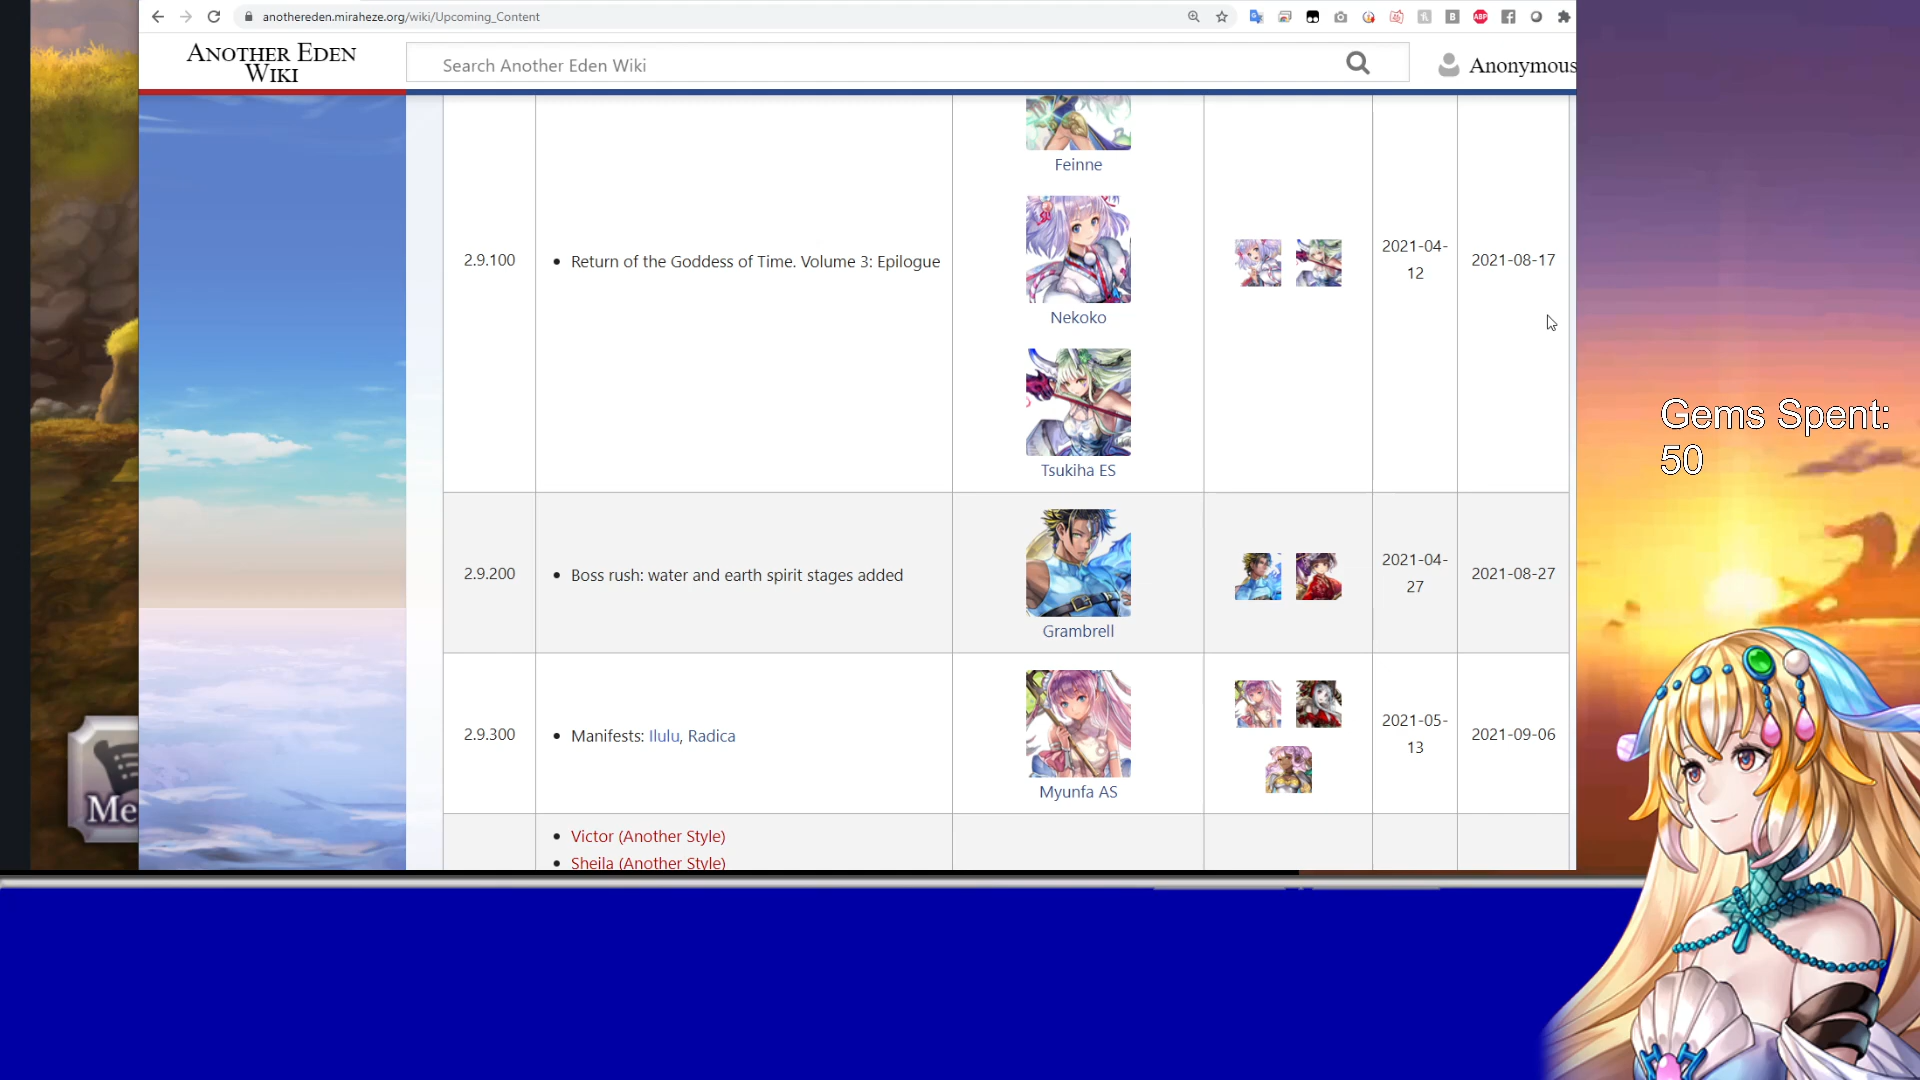 anothereden.miraheze.org/wiki/Upcoming_Content
ANOTHER EDEN
WIKI
Search Another Eden Wiki
Anonymous
Feinne
2.9.100
Return of the Goddess of Time. Volume 3: Epilogue
Nekoko
Tsukiha ES
2021-04-
12
2021-08-17
2.9.200
Boss rush: water and earth spirit stages added
Grambrell
2021-04-
27
2021-08-27
2.9.300
Manifests: Ilulu, Radica
Myunfa AS
2021-05-
13
2021-09-06
Victor (Another Style)
Sheila (Another Style)
Gems Spent:
50
Me